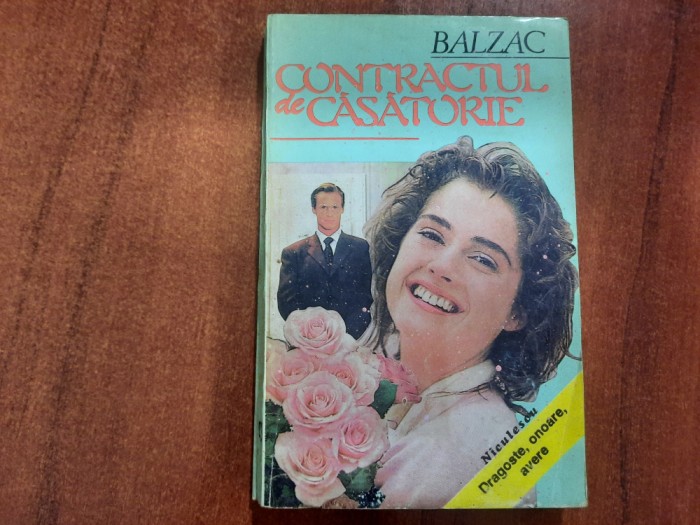 BALZAC
CONTRACTUL
de CĂSĂTORIE
Niculescu
Dragoste, onoare,
avere